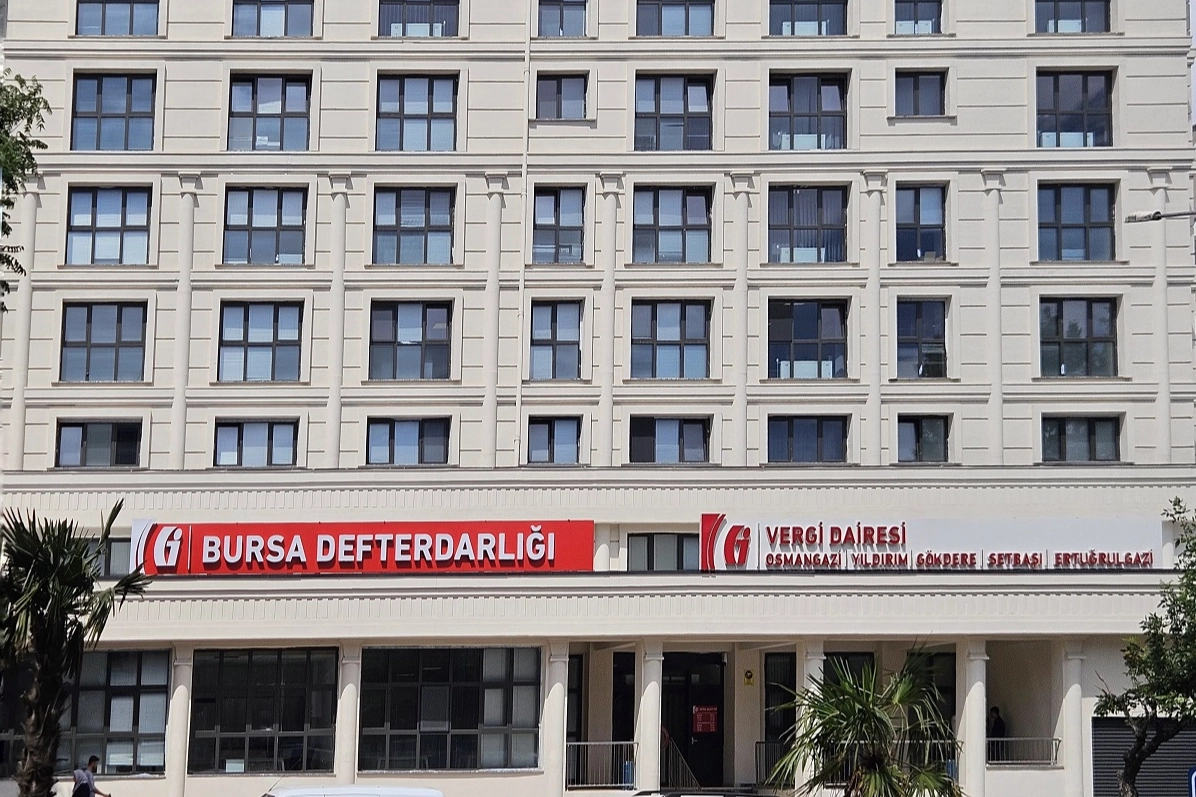 BURSA DEFTERDARLIĞI
VERGİ DAİRESİ
OSMANGAZİ | YILDIRIM | GÖKDERE | SETBAŞI | ERTUĞRULGAZİ